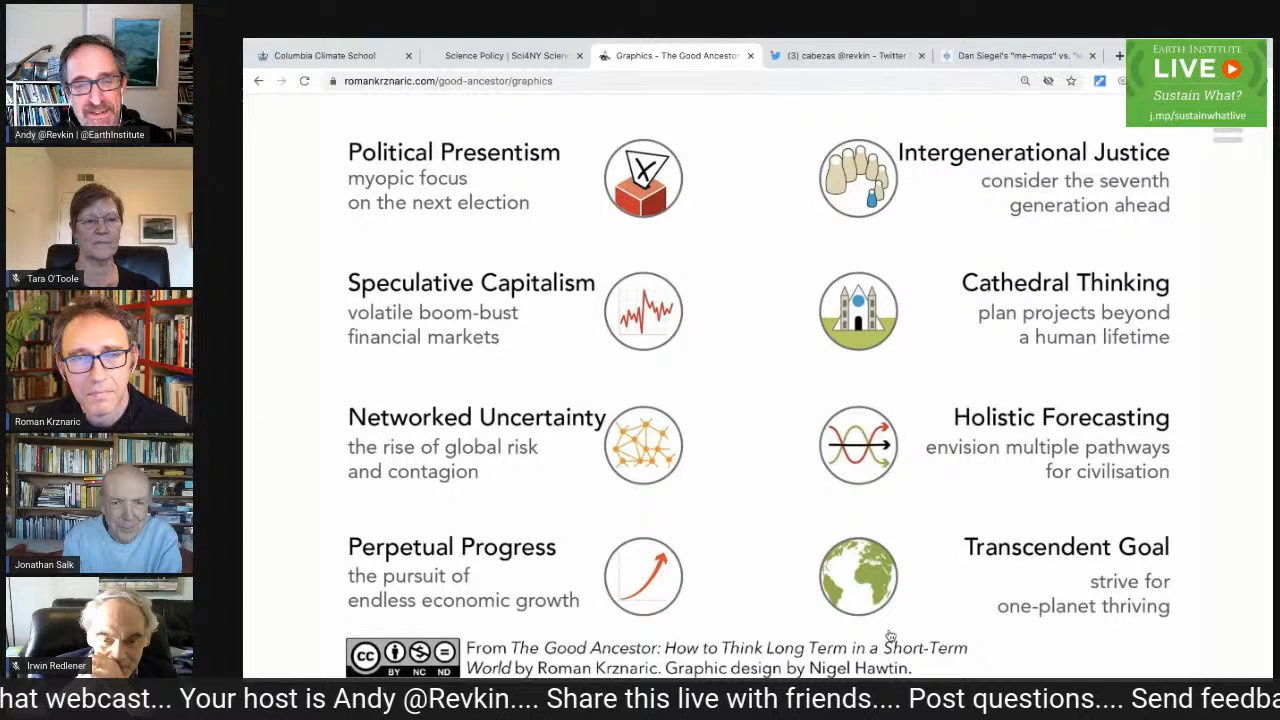 Columbia Climate School
Science Policy | Sci4NY Scienc
Graphics - The Good Ancestor
(3) cabezas @revkin - Twitter
Dan Siegel's "me-maps" vs. "w
romankrznaric.com/good-ancestor/graphics
EARTH INSTITUTE
LIVE
Sustain What?
j.mp/sustainwhatlive
Andy @Revkin | @EarthInstitute
Tara O'Toole
Roman Krznaric
Jonathan Salk
Irwin Redlener
Political Presentism
myopic focus
on the next election
X
Intergenerational Justice
consider the seventh
generation ahead
Speculative Capitalism
volatile boom-bust
financial markets
Cathedral Thinking
plan projects beyond
a human lifetime
Networked Uncertainty
the rise of global risk
and contagion
Holistic Forecasting
envision multiple pathways
for civilisation
Perpetual Progress
the pursuit of
endless economic growth
Transcendent Goal
strive for
one-planet thriving
cc BY NC ND
From The Good Ancestor: How to Think Long Term in a Short-Term
World by Roman Krznaric. Graphic design by Nigel Hawtin.
hat webcast... Your host is Andy @Revkin.... Share this live with friends.... Post questions.... Send feedba